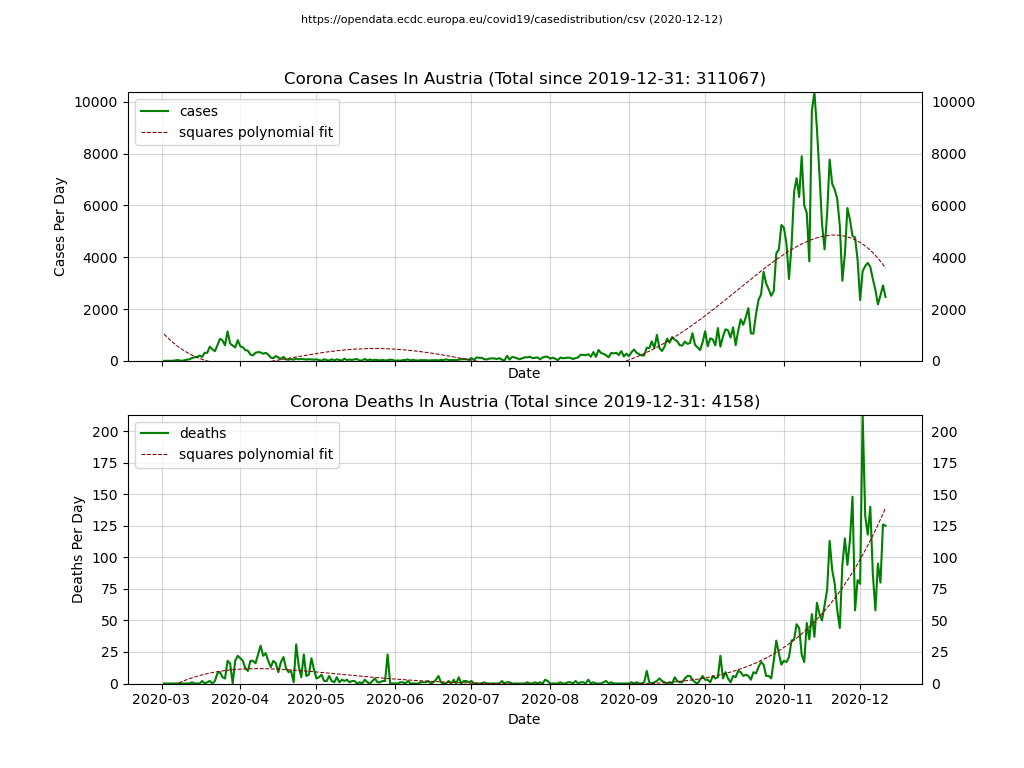 https://opendata.ecdc.europa.eu/covid19/casedistribution/csv (2020-12-12)
Corona Cases In Austria (Total since 2019-12-31: 311067)
cases
squares polynomial fit
Cases Per Day
10000
8000
6000
4000
2000
0
10000
8000
6000
4000
2000
0
Date
Corona Deaths In Austria (Total since 2019-12-31: 4158)
deaths
squares polynomial fit
Deaths Per Day
200
175
150
125
100
75
50
25
0
200
175
150
125
100
75
50
25
0
2020-03 2020-04 2020-05 2020-06 2020-07 2020-08 2020-09 2020-10 2020-11 2020-12
Date